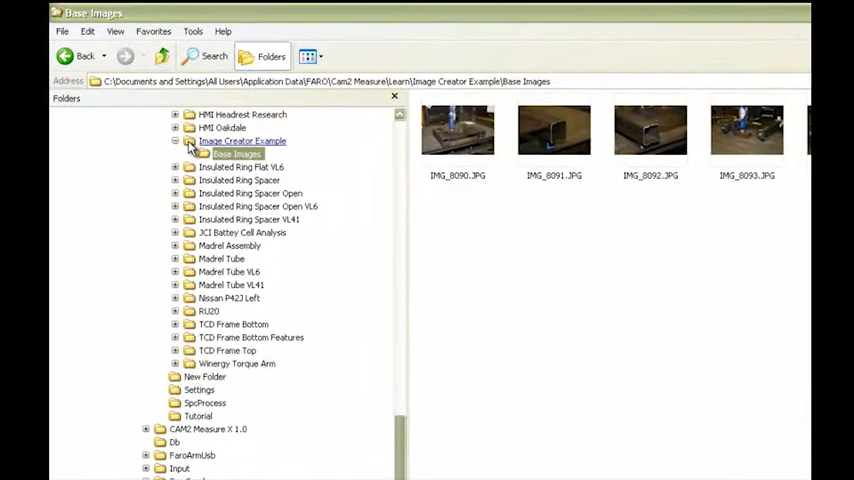 Base Images
File Edit View Favorites Tools Help
Back Search Folders
Address C:\Documents and Settings\All Users\Application Data\FARO\Cam2 Measure\Learn\Image Creator Example\Base Images
Folders
HMI Headrest Research
HMI Oakdale
Image Creator Example
Base Images
Insulated Ring Flat VL6
Insulated Ring Spacer
Insulated Ring Spacer Open
Insulated Ring Spacer Open VL6
Insulated Ring Spacer VL41
JCI Battey Cell Analysis
Madrel Assembly
Madrel Tube
Madrel Tube VL6
Madrel Tube VL41
Nissan P42J Left
RU20
TCD Frame Bottom
TCD Frame Bottom Features
TCD Frame Top
Winergy Torque Arm
New Folder
Settings
SpcProcess
Tutorial
CAM2 Measure X 1.0
Db
FaroArmUsb
Input
IMG_8090.JPG IMG_8091.JPG IMG_8092.JPG IMG_8093.JPG